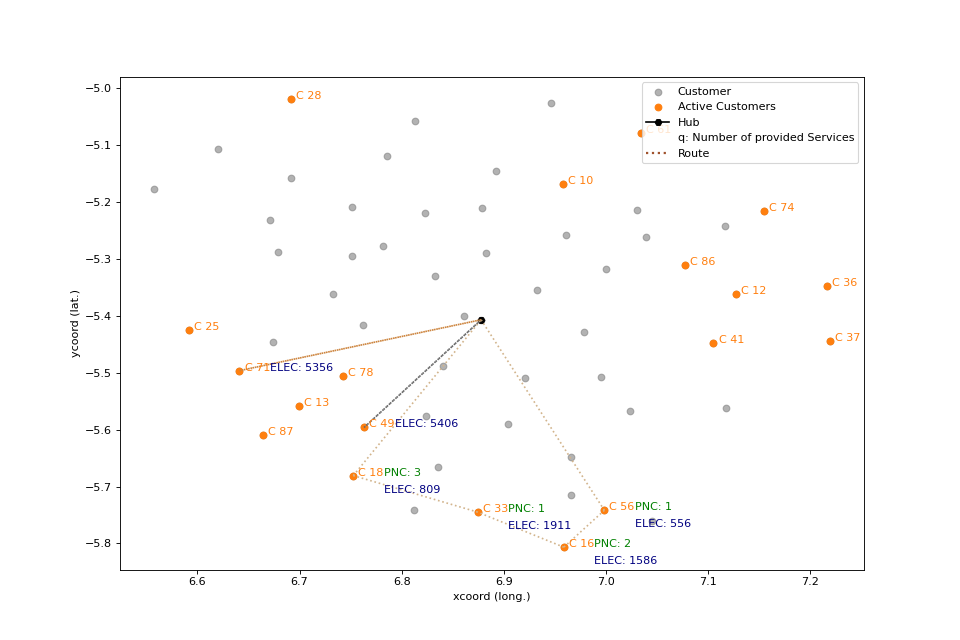 −5.0
−5.1
−5.2
−5.3
−5.4
−5.5
−5.6
−5.7
−5.8
ycoord (lat.)
6.6
6.7
6.8
6.9
7.0
7.1
7.2
xcoord (long.)
Customer
Active Customers
Hub
q: Number of provided Services
Route
C 28
C 10
C 74
C 86
C 36
C 12
C 25
C 41
C 37
C 71 ELEC: 5356
C 78
C 13
C 49 ELEC: 5406
C 87
C 18 PNC: 3
ELEC: 809
C 33 PNC: 1
ELEC: 1911
C 56 PNC: 1
ELEC: 556
C 16 PNC: 2
ELEC: 1586